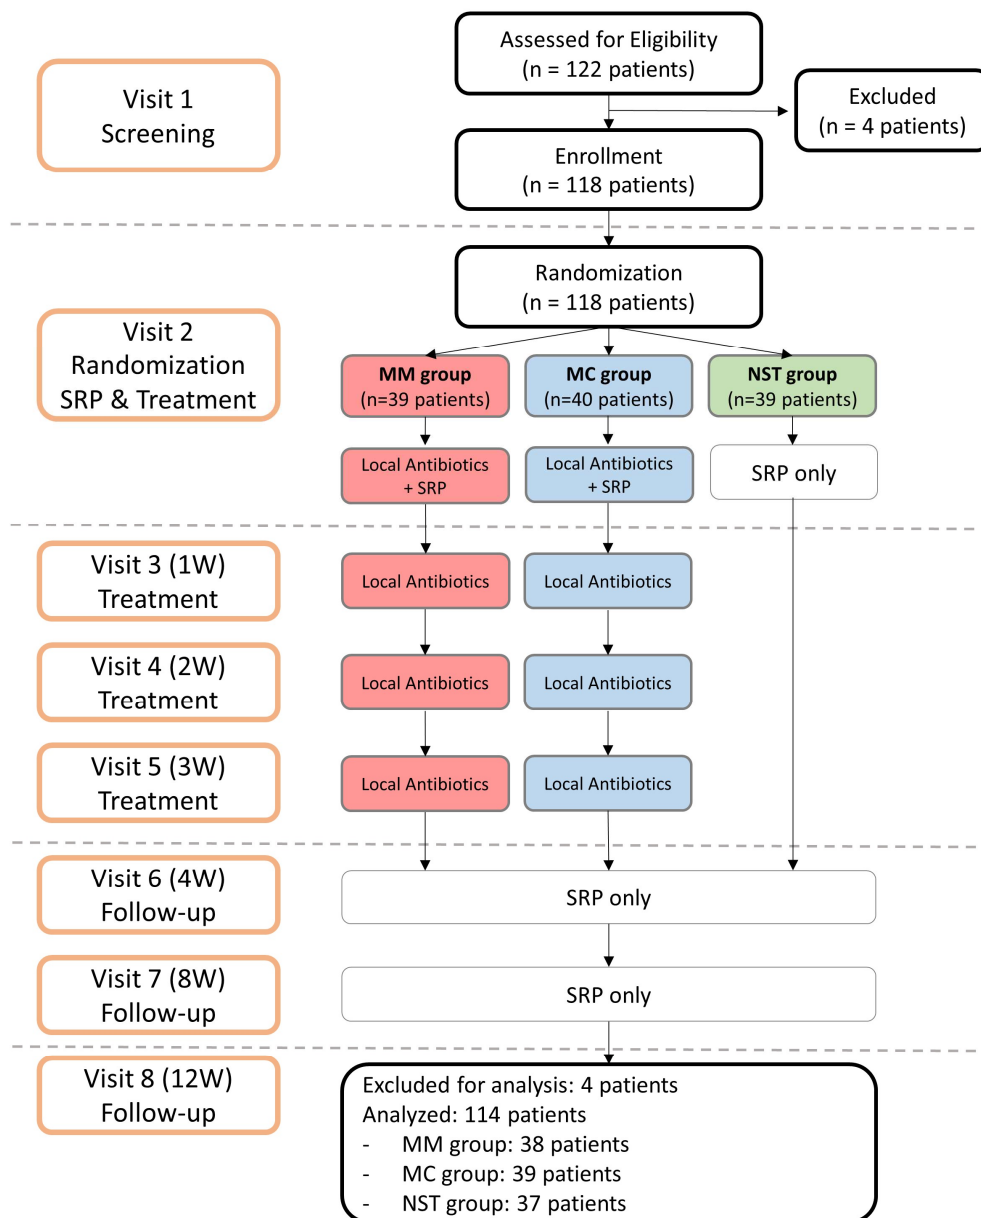 Assessed for Eligibility
(n = 122 patients)
Visit 1
Screening
Excluded
(n = 4 patients)
Enrollment
(n = 118 patients)
Randomization
(n = 118 patients)
Visit 2
Randomization
SRP & Treatment
MM group
(n=39 patients)
MC group
(n=40 patients)
NST group
(n=39 patients)
Local Antibiotics
+ SRP
Local Antibiotics
+ SRP
SRP only
Visit 3 (1W)
Treatment
Local Antibiotics
Local Antibiotics
Visit 4 (2W)
Treatment
Local Antibiotics
Local Antibiotics
Visit 5 (3W)
Treatment
Local Antibiotics
Local Antibiotics
Visit 6 (4W)
Follow-up
SRP only
Visit 7 (8W)
Follow-up
SRP only
Visit 8 (12W)
Follow-up
Excluded for analysis: 4 patients
Analyzed: 114 patients
- MM group: 38 patients
- MC group: 39 patients
- NST group: 37 patients